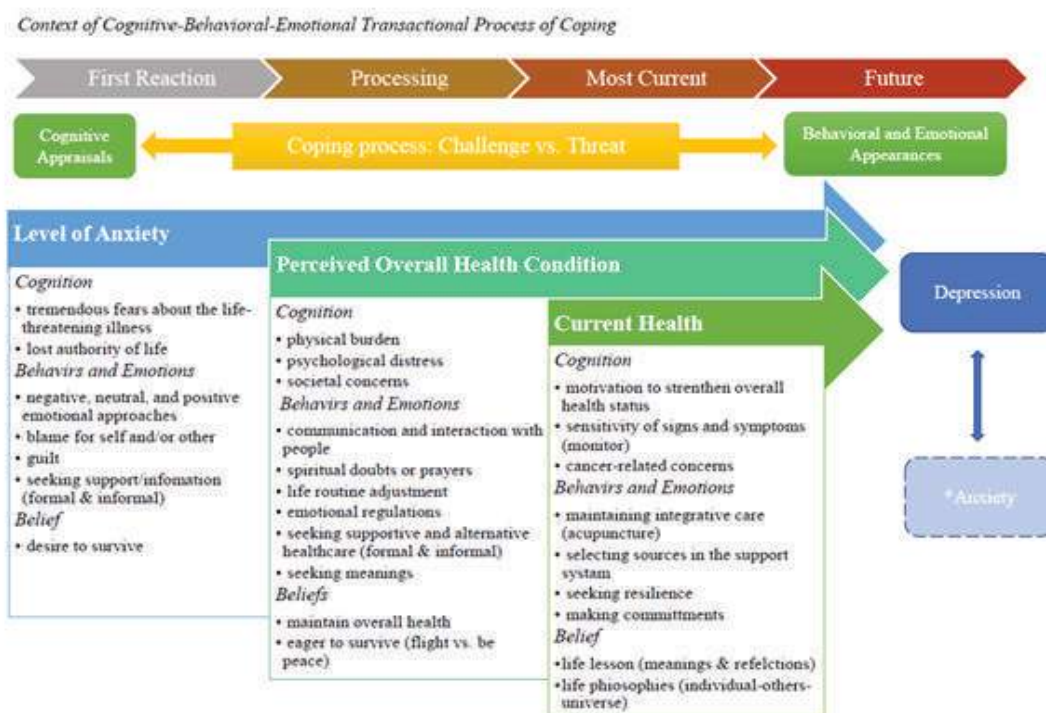 Context of Cognitive-Behavioral-Emotional Transactional Process of Coping
First Reaction
Processing
Most Current
Future
Cognitive
Appraisals
Coping process: Challenge vs. Threat
Behavioral and Emotional
Appearances
Level of Anxiety
Cognition
• tremendous fears about the life-
threatening illness
• lost authority of life
Behavirs and Emotions
• negative, neutral, and positive
emotional approaches
• blame for self and/or other
• guilt
• seeking support/infomation
(formal & informal)
Belief
• desire to survive
Perceived Overall Health Condition
Cognition
• physical burden
• psychological distress
• societal concerns
Behavirs and Emotions
• communication and interaction with
people
• spiritual doubts or prayers
• life routine adjustment
• emotional regulations
• seeking supportive and alternative
healthcare (formal & informal)
• seeking meanings
Beliefs
• maintain overall health
• eager to survive (flight vs. be
peace)
Current Health
Cognition
• motivation to strenthen overall
health status
• sensitivity of signs and symptoms
(monitor)
• cancer-related concerns
Behavirs and Emotions
• maintaining integrative care
(acupuncture)
• selecting sources in the support
systam
• seeking resilience
• making committments
Belief
•life lesson (meanings & refelctions)
•life phiosophies (individual-others-
universe)
Depression
*Anxiety